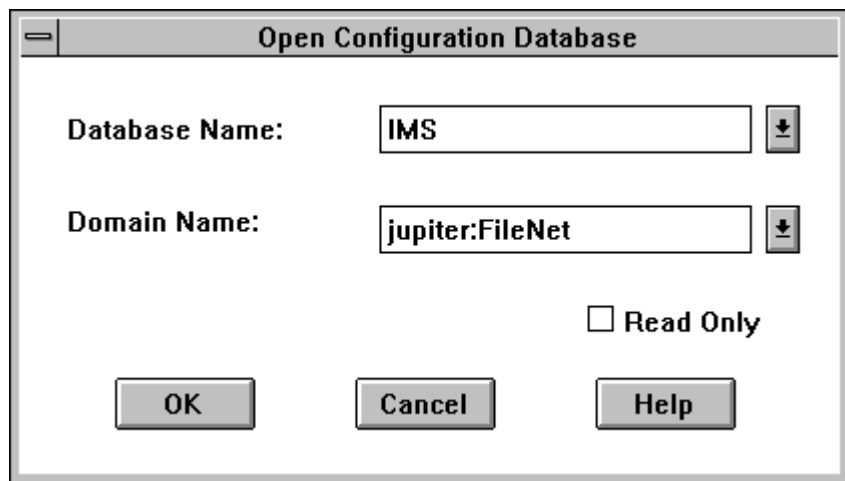 Open Configuration Database
Database Name: IMS
Domain Name: jupiter:FileNet
Read Only
OK Cancel Help